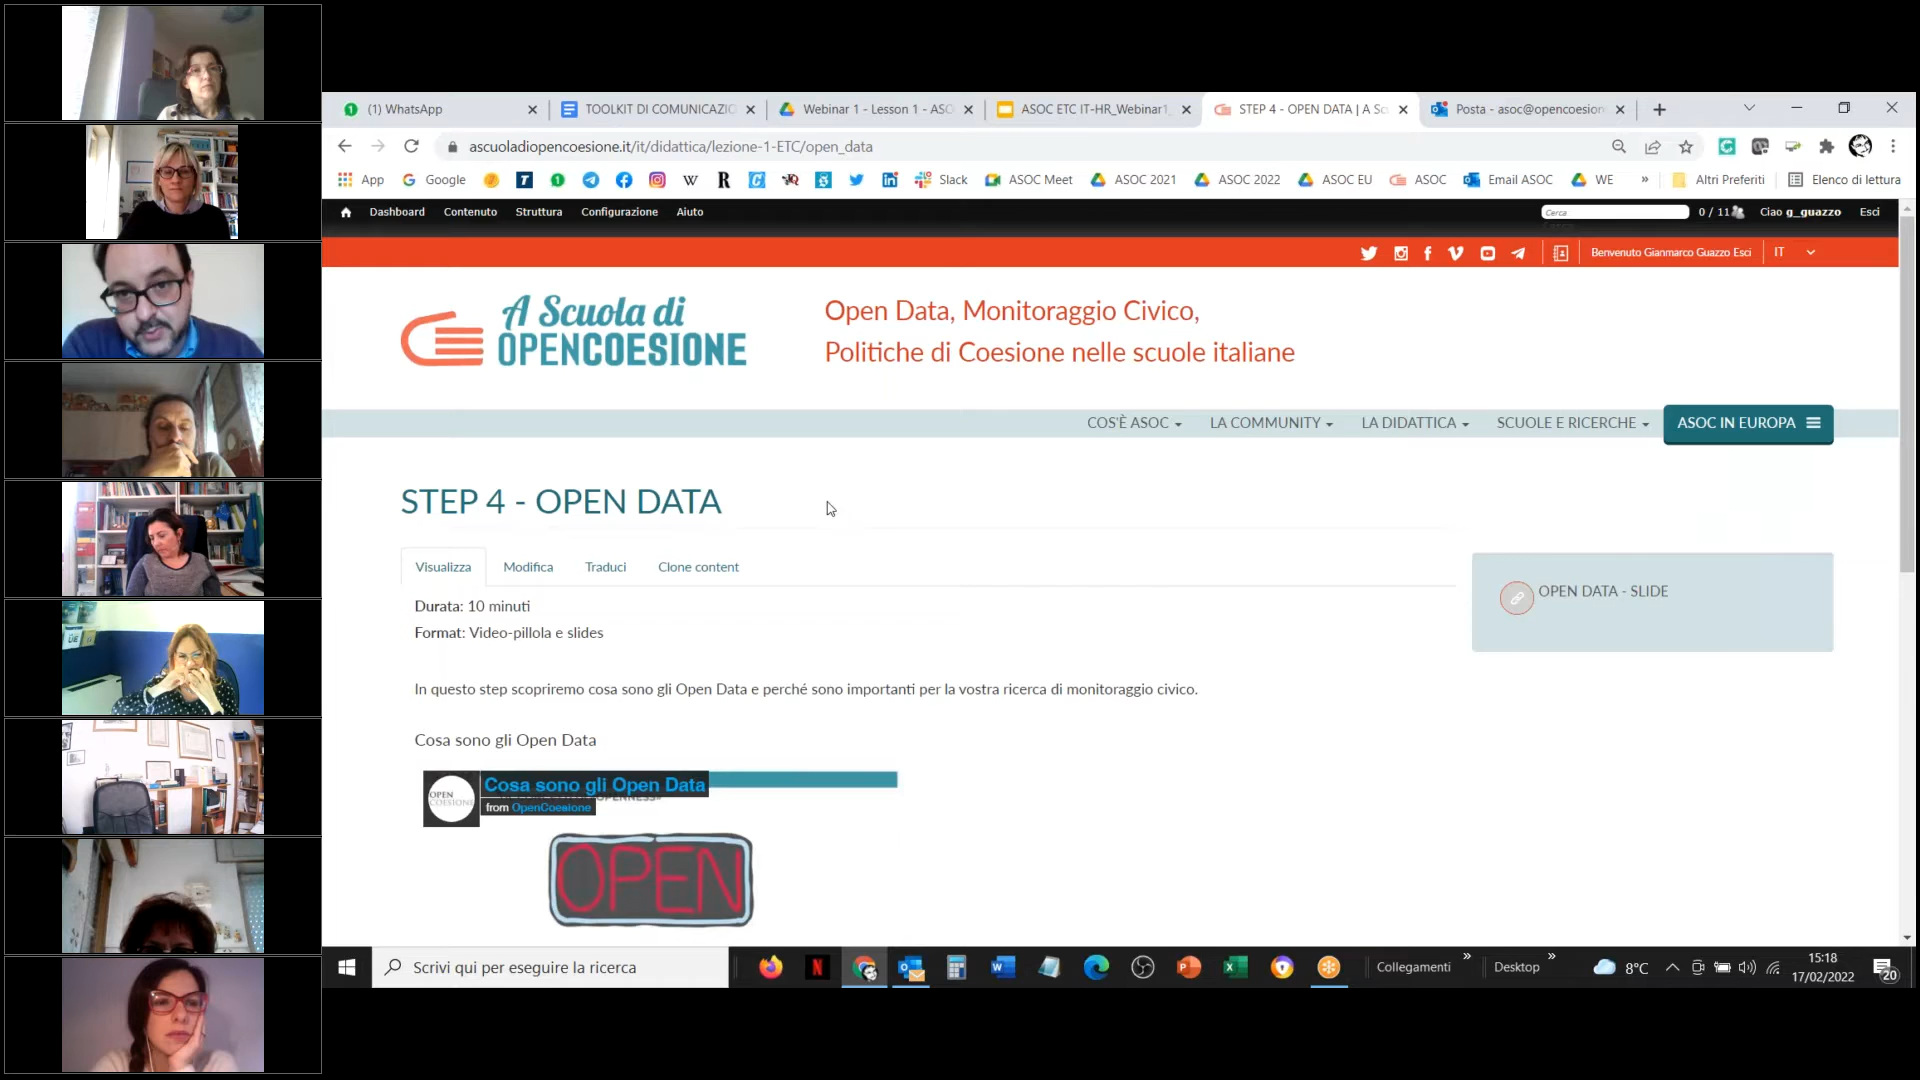 (1) WhatsApp
TOOLKIT DI COMUNICAZIO
Webinar 1 - Lesson 1 - ASO
ASOC ETC IT-HR_Webinar1_
STEP 4 - OPEN DATA | A Sc
Posta - asoc@opencoesion
ascuoladiopencoesione.it/it/didattica/lezione-1-ETC/open_data
App
Google
Slack
ASOC Meet
ASOC 2021
ASOC 2022
ASOC EU
ASOC
Email ASOC
WE
»
Altri Preferiti
Elenco di lettura
Dashboard
Contenuto
Struttura
Configurazione
Aiuto
Cerca
0 / 11
Ciao g_guazzo
Esci
Benvenuto Gianmarco Guazzo Esci
IT
A Scuola di
OPENCOESIONE
Open Data, Monitoraggio Civico,
Politiche di Coesione nelle scuole italiane
COS'È ASOC
LA COMMUNITY
LA DIDATTICA
SCUOLE E RICERCHE
ASOC IN EUROPA
STEP 4 - OPEN DATA
Visualizza
Modifica
Traduci
Clone content
Durata: 10 minuti
Format: Video-pillola e slides
OPEN DATA - SLIDE
In questo step scopriremo cosa sono gli Open Data e perché sono importanti per la vostra ricerca di monitoraggio civico.
Cosa sono gli Open Data
OPEN
COESIONE
Cosa sono gli Open Data
from OpenCoesione
OPEN
Scrivi qui per eseguire la ricerca
Collegamenti
»
Desktop
»
8°C
15:18
17/02/2022
20